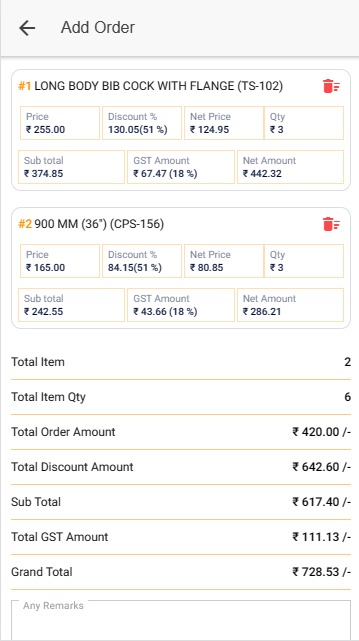 Add Order
#1 LONG BODY BIB COCK WITH FLANGE (TS-102)
Price Discount % Net Price Qty
₹ 255.00 130.05(51 %) ₹ 124.95 ₹ 3
Sub total GST Amount Net Amount
₹ 374.85 ₹ 67.47 (18 %) ₹ 442.32
#2 900 MM (36") (CPS-156)
Price Discount % Net Price Qty
₹ 165.00 84.15(51 %) ₹ 80.85 ₹ 3
Sub total GST Amount Net Amount
₹ 242.55 ₹ 43.66 (18 %) ₹ 286.21
Total Item 2
Total Item Qty 6
Total Order Amount ₹ 420.00 /-
Total Discount Amount ₹ 642.60 /-
Sub Total ₹ 617.40 /-
Total GST Amount ₹ 111.13 /-
Grand Total ₹ 728.53 /-
Any Remarks